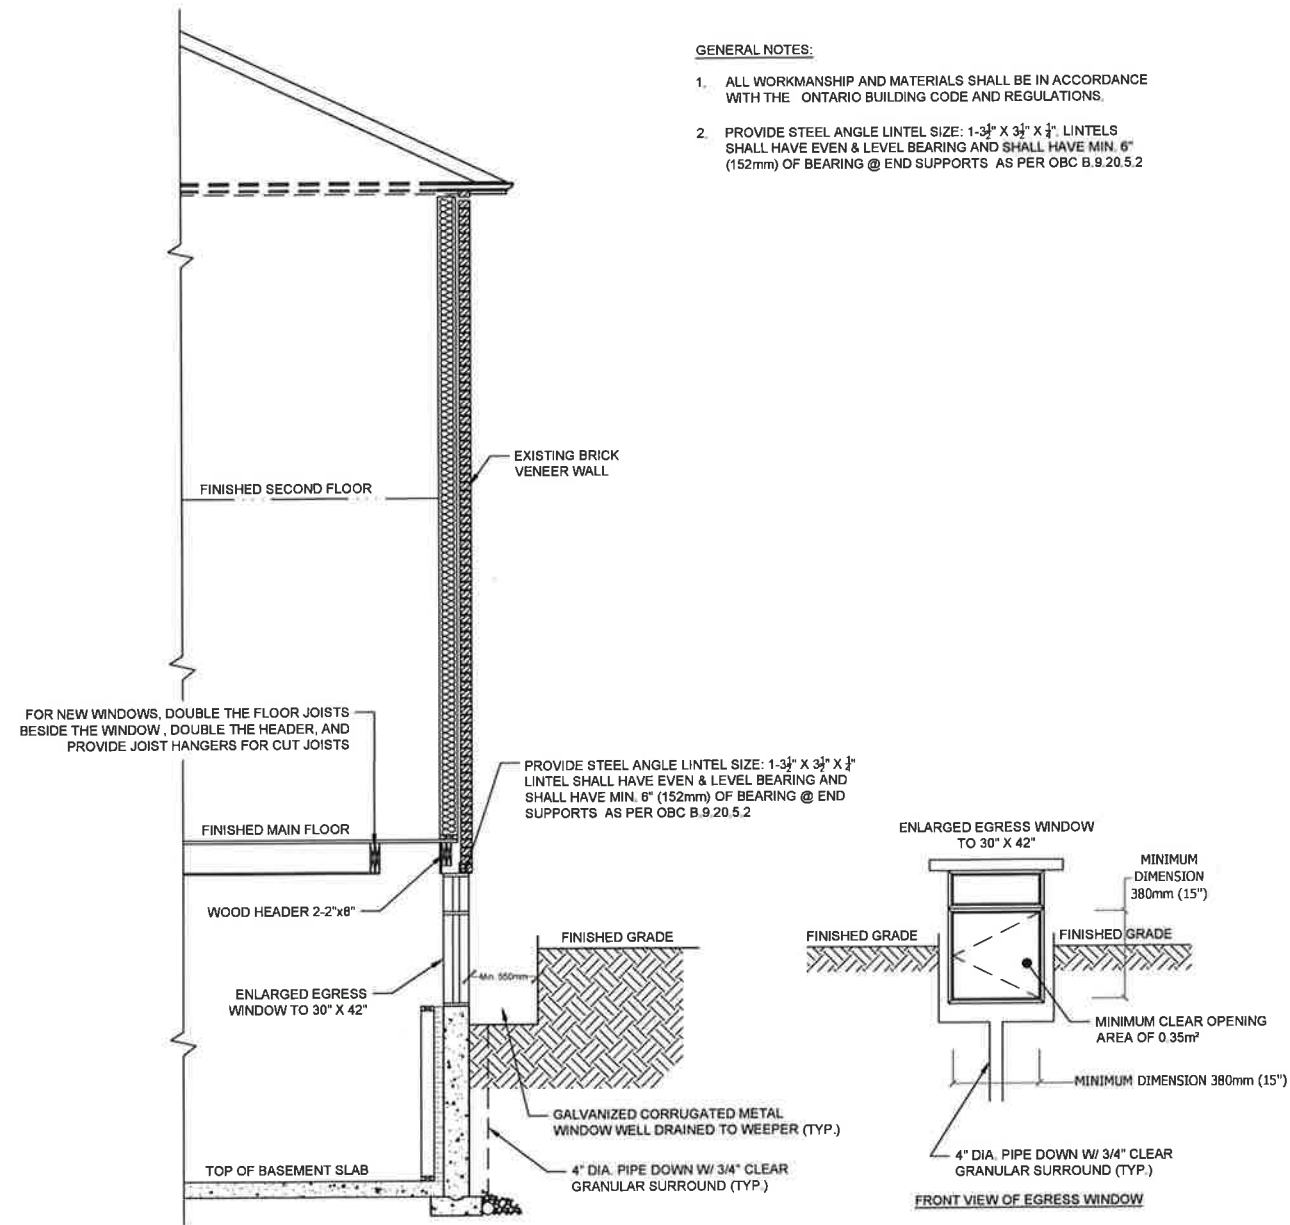 GENERAL NOTES:
1. ALL WORKMANSHIP AND MATERIALS SHALL BE IN ACCORDANCE
WITH THE ONTARIO BUILDING CODE AND REGULATIONS.
2. PROVIDE STEEL ANGLE LINTEL SIZE: 1-3½" X 3½" X ¼". LINTELS
SHALL HAVE EVEN & LEVEL BEARING AND SHALL HAVE MIN. 6"
(152mm) OF BEARING @ END SUPPORTS AS PER OBC B.9.20.5.2
EXISTING BRICK
VENEER WALL
FINISHED SECOND FLOOR
FOR NEW WINDOWS, DOUBLE THE FLOOR JOISTS
BESIDE THE WINDOW , DOUBLE THE HEADER, AND
PROVIDE JOIST HANGERS FOR CUT JOISTS
PROVIDE STEEL ANGLE LINTEL SIZE: 1-3½" X 3½" X ¼"
LINTEL SHALL HAVE EVEN & LEVEL BEARING AND
SHALL HAVE MIN. 6" (152mm) OF BEARING @ END
SUPPORTS AS PER OBC B.9.20.5.2
FINISHED MAIN FLOOR
WOOD HEADER 2-2"x8"
FINISHED GRADE
Min. 550mm
ENLARGED EGRESS
WINDOW TO 30" X 42"
GALVANIZED CORRUGATED METAL
WINDOW WELL DRAINED TO WEEPER (TYP.)
TOP OF BASEMENT SLAB
4" DIA. PIPE DOWN W/ 3/4" CLEAR
GRANULAR SURROUND (TYP.)
ENLARGED EGRESS WINDOW
TO 30" X 42"
MINIMUM
DIMENSION
380mm (15")
FINISHED GRADE
FINISHED GRADE
MINIMUM CLEAR OPENING
AREA OF 0.35m²
MINIMUM DIMENSION 380mm (15")
4" DIA. PIPE DOWN W/ 3/4" CLEAR
GRANULAR SURROUND (TYP.)
FRONT VIEW OF EGRESS WINDOW